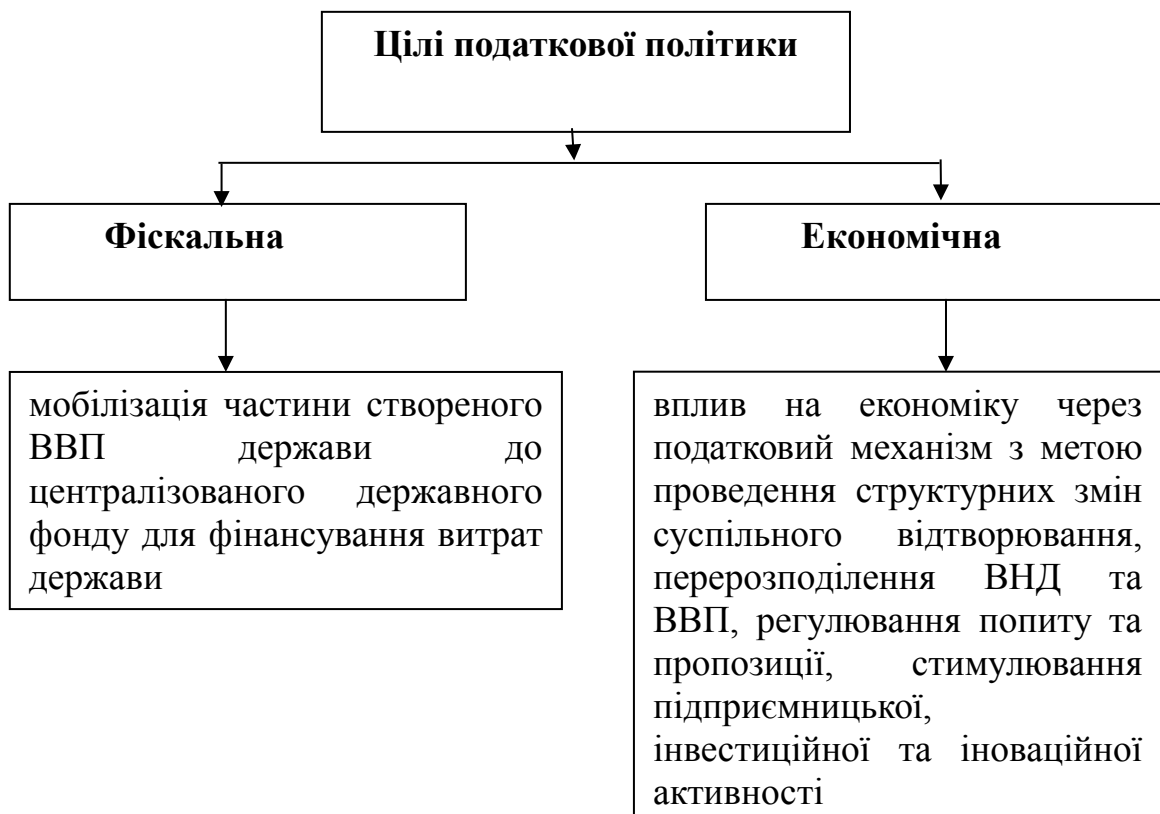 Цілі податкової політики
Фіскальна
Економічна
мобілізація частини створеного
ВВП держави до
централізованого державного
фонду для фінансування витрат
держави
вплив на економіку через
податковий механізм з метою
проведення структурних змін
суспільного відтворювання,
перерозподілення ВНД та
ВВП, регулювання попиту та
пропозиції, стимулювання
підприємницької,
інвестиційної та іноваційної
активності